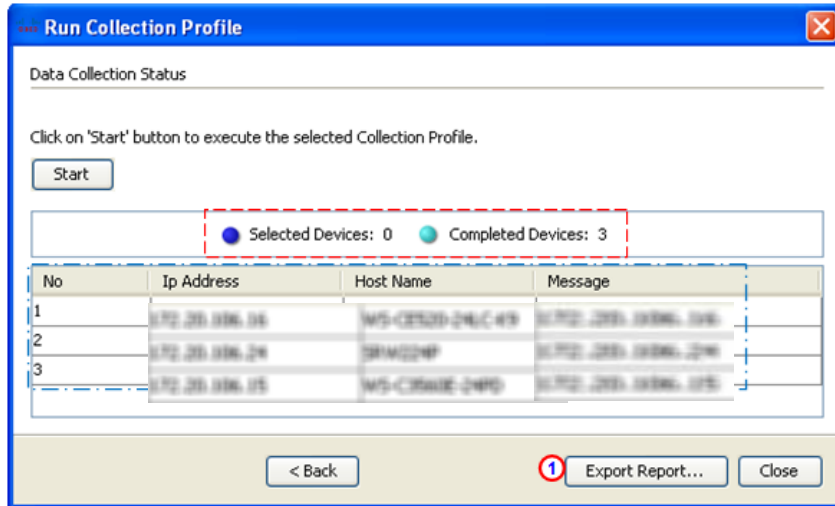 Run Collection Profile
Data Collection Status
Click on 'Start' button to execute the selected Collection Profile.
Start
Selected Devices: 0 Completed Devices: 3
No Ip Address Host Name Message
1
2
3
< Back 1 Export Report... Close